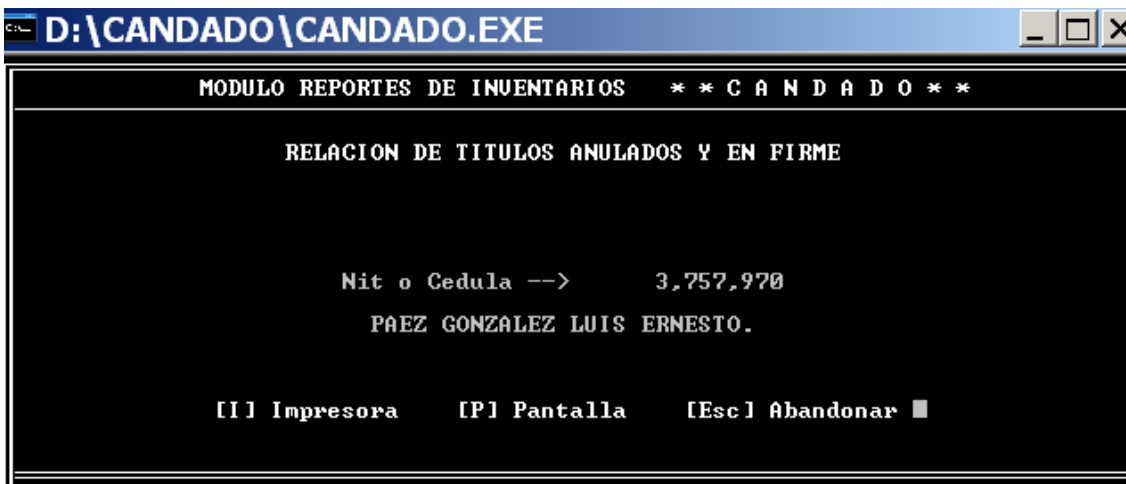 D:\CANDADO\CANDADO.EXE
MODULO REPORTES DE INVENTARIOS * * C A N D A D O * *
RELACION DE TITULOS ANULADOS Y EN FIRME
Nit o Cedula --> 3,757,970
PAEZ GONZALEZ LUIS ERNESTO.
[I] Impresora [P] Pantalla [Esc] Abandonar